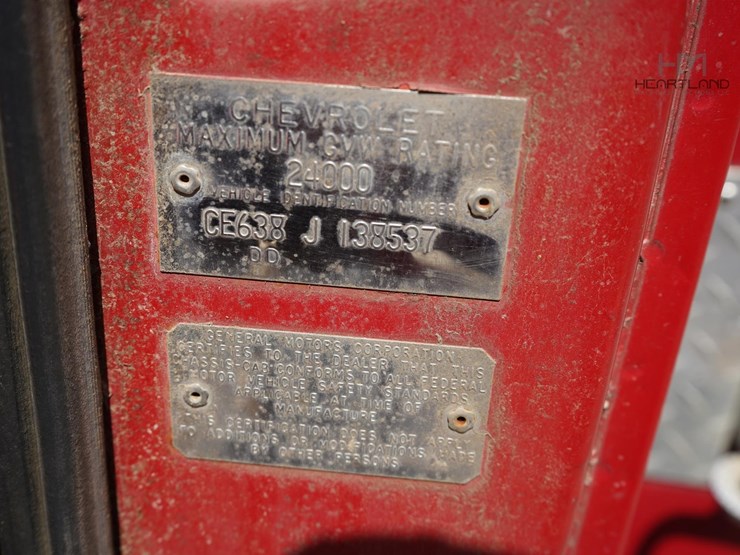 HEARTLAND
CHEVROLET
MAXIMUM GVW RATING
24000
VEHICLE IDENTIFICATION NUMBER
CE638 J 138537
DD
GENERAL MOTORS CORPORATION
CERTIFIES TO THE DEALER THAT THIS
CHASSIS-CAB CONFORMS TO ALL FEDERAL
MOTOR VEHICLE SAFETY STANDARDS
APPLICABLE AT TIME OF
MANUFACTURE
THIS CERTIFICATION DOES NOT APPLY
TO ADDITIONS OR MODIFICATIONS MADE
BY OTHER PERSONS